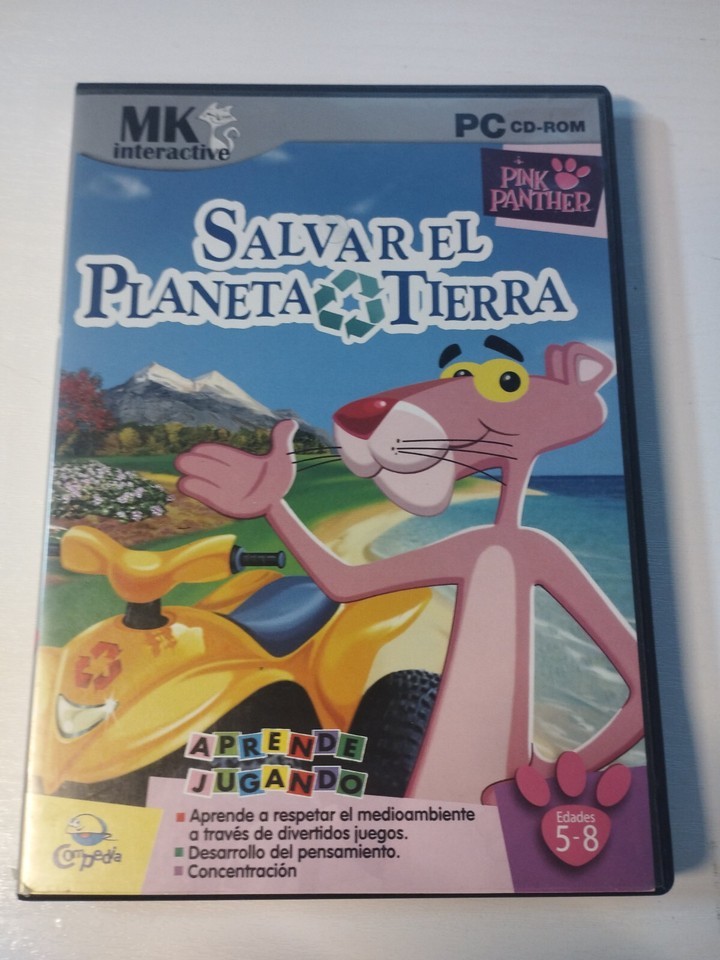 MK
interactive
PC CD-ROM
PINK
PANTHER
SALVAR EL
PLANETA TIERRA
APRENDE
JUGANDO
Aprende a respetar el medioambiente
a través de divertidos juegos.
Desarrollo del pensamiento.
Concentración
Compedia
Edades
5-8